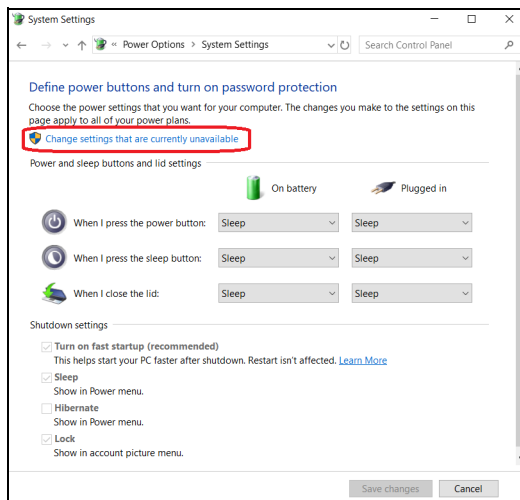 System Settings
« Power Options > System Settings
Search Control Panel
Define power buttons and turn on password protection
Choose the power settings that you want for your computer. The changes you make to the settings on this
page apply to all of your power plans.
Change settings that are currently unavailable
Power and sleep buttons and lid settings
On battery Plugged in
When I press the power button: Sleep Sleep
When I press the sleep button: Sleep Sleep
When I close the lid: Sleep Sleep
Shutdown settings
Turn on fast startup (recommended)
This helps start your PC faster after shutdown. Restart isn't affected. Learn More
Sleep
Show in Power menu.
Hibernate
Show in Power menu.
Lock
Show in account picture menu.
Save changes Cancel